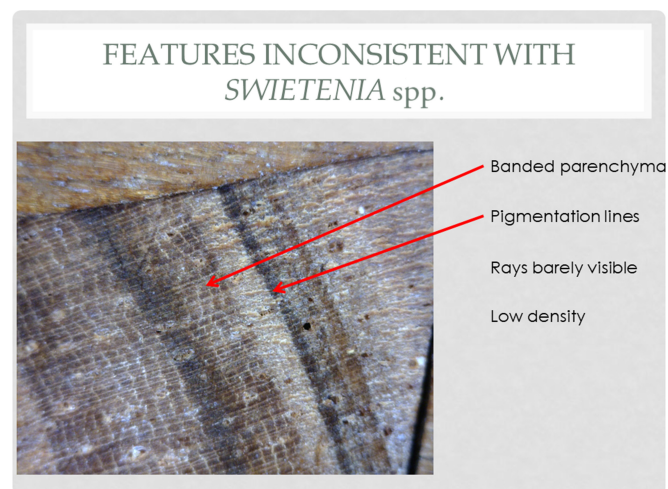 FEATURES INCONSISTENT WITH
SWIETENIA spp.
Banded parenchyma
Pigmentation lines
Rays barely visible
Low density